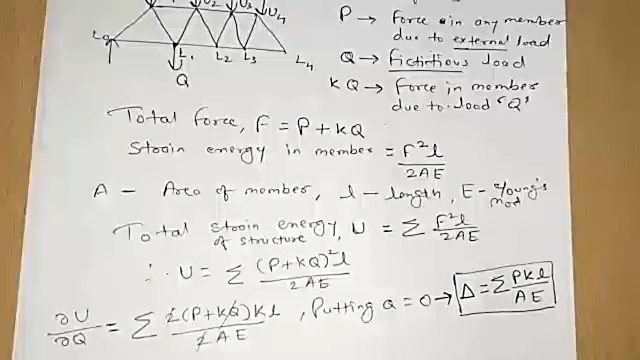 U2 U3 U4
L0 L1 L2 L3 L4
Q
P → Force in any member
due to external load
Q → Fictitious load
KQ → Force in member
due to load 'Q'
Total Force, F = P + KQ
Strain energy in member = F²l / 2AE
A - Area of member, l - length, E - Young's Mod
Total strain energy of structure, U = Σ F²l / 2AE
∴ U = Σ (P+KQ)²l / 2AE
∂U/∂Q = Σ 2(P+KQ)Kl / 2AE , Putting Q = 0 → Δ = Σ PKl / AE